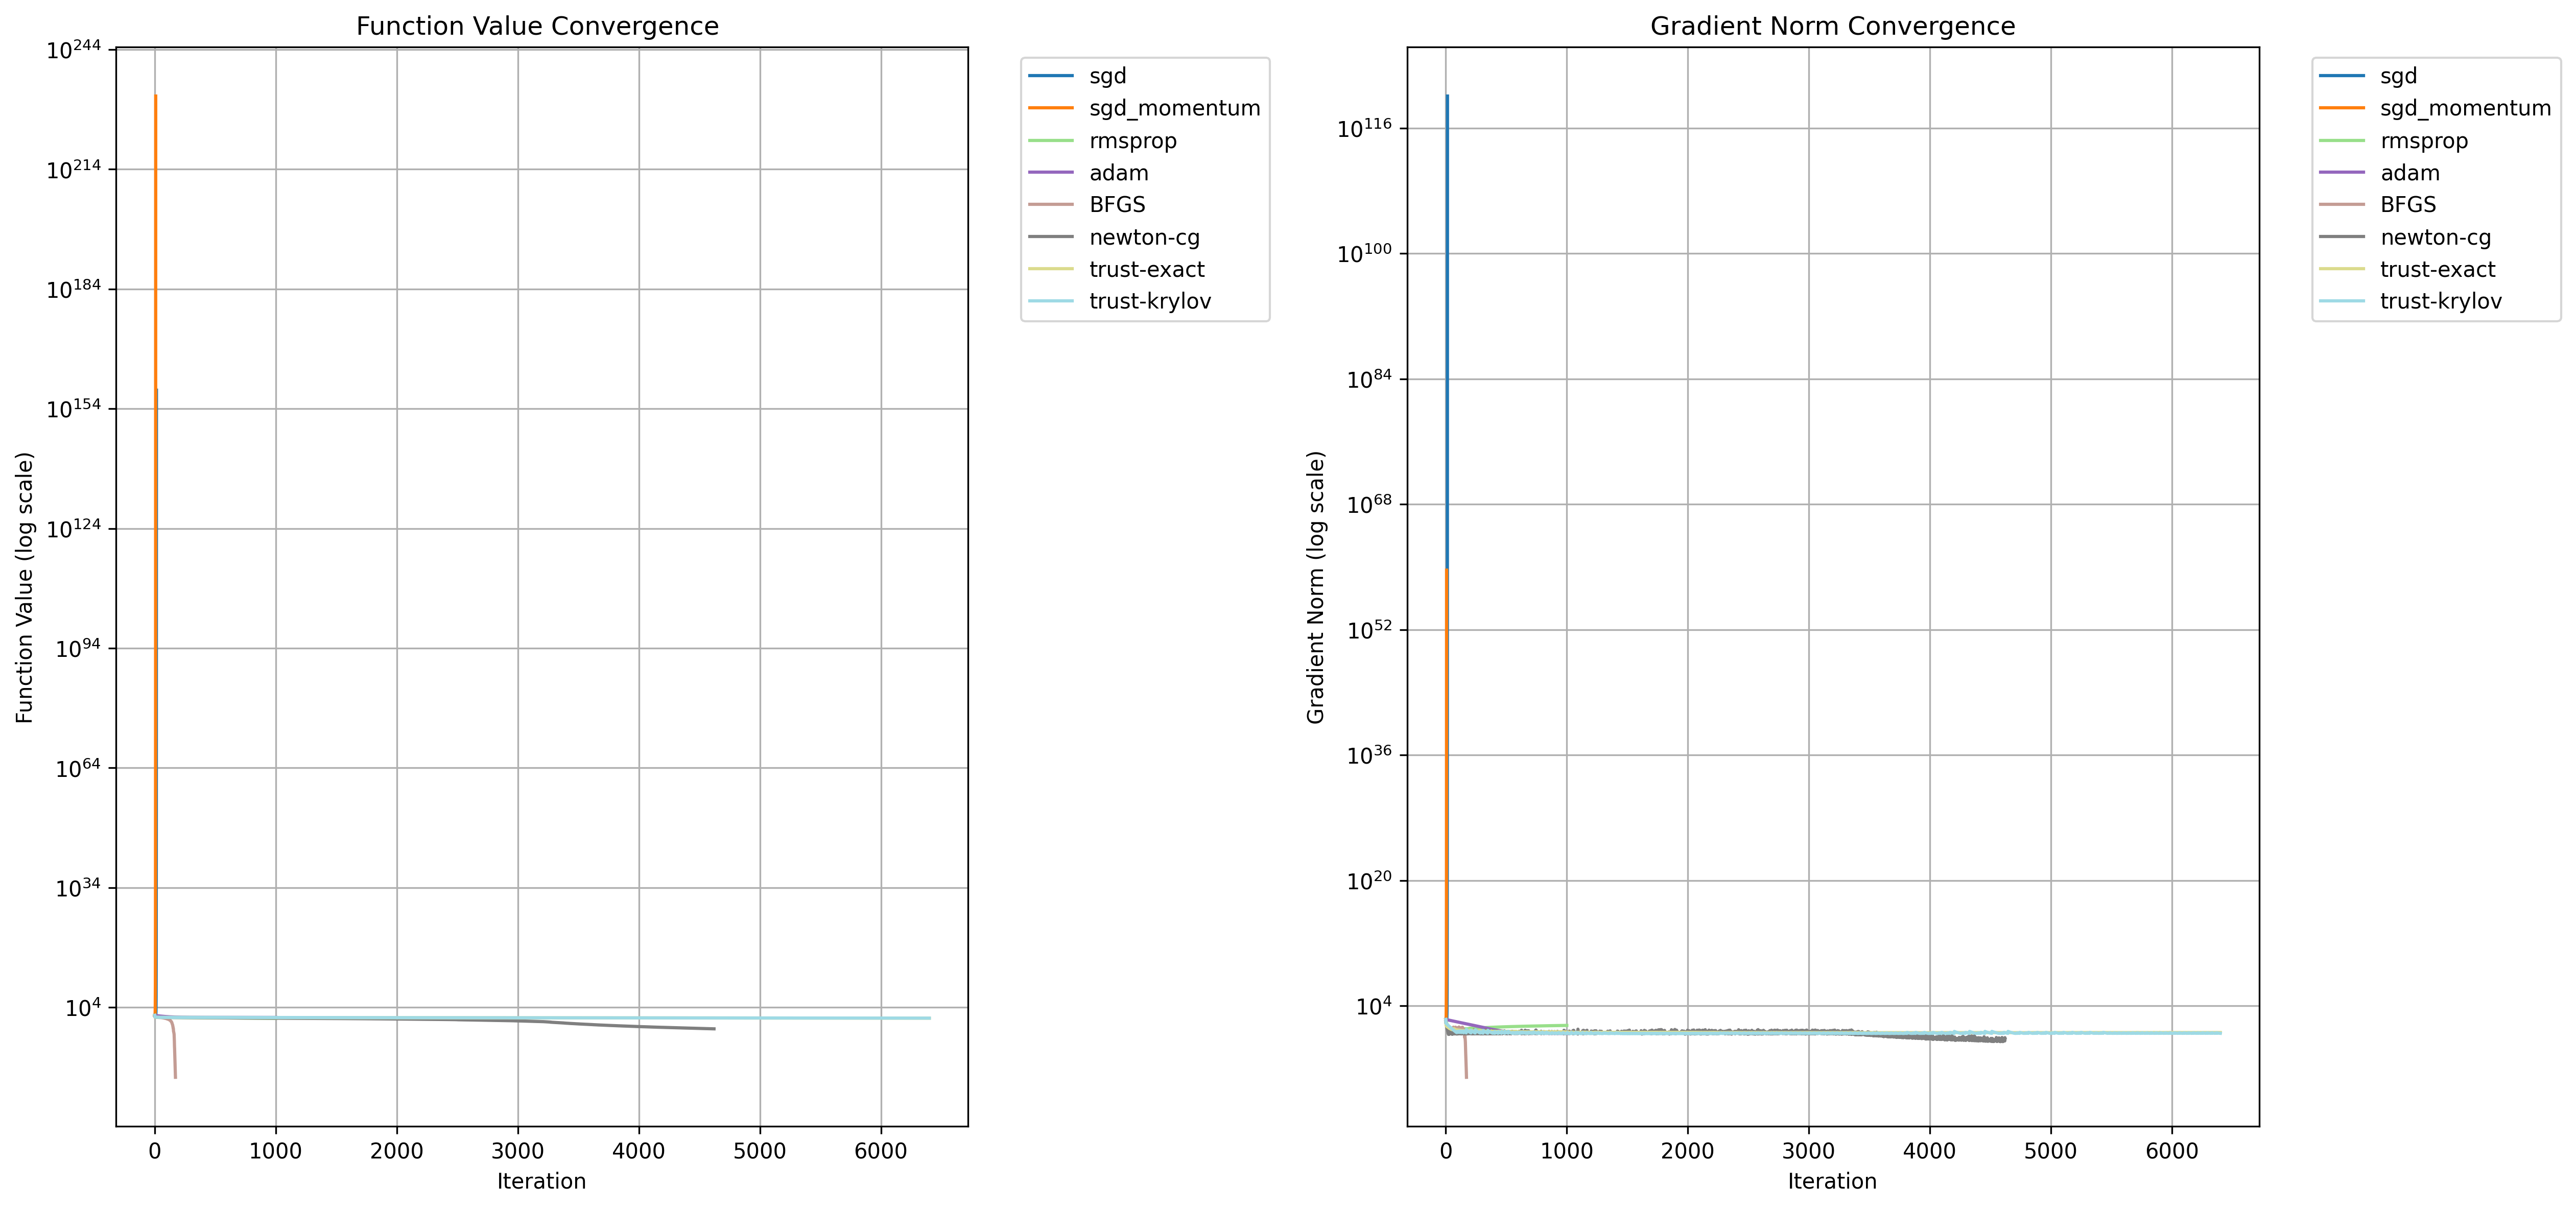 Function Value Convergence
Function Value (log scale)
10^244
10^214
10^184
10^154
10^124
10^94
10^64
10^34
10^4
0 1000 2000 3000 4000 5000 6000
Iteration
sgd
sgd_momentum
rmsprop
adam
BFGS
newton-cg
trust-exact
trust-krylov
Gradient Norm Convergence
Gradient Norm (log scale)
10^116
10^100
10^84
10^68
10^52
10^36
10^20
10^4
0 1000 2000 3000 4000 5000 6000
Iteration
sgd
sgd_momentum
rmsprop
adam
BFGS
newton-cg
trust-exact
trust-krylov